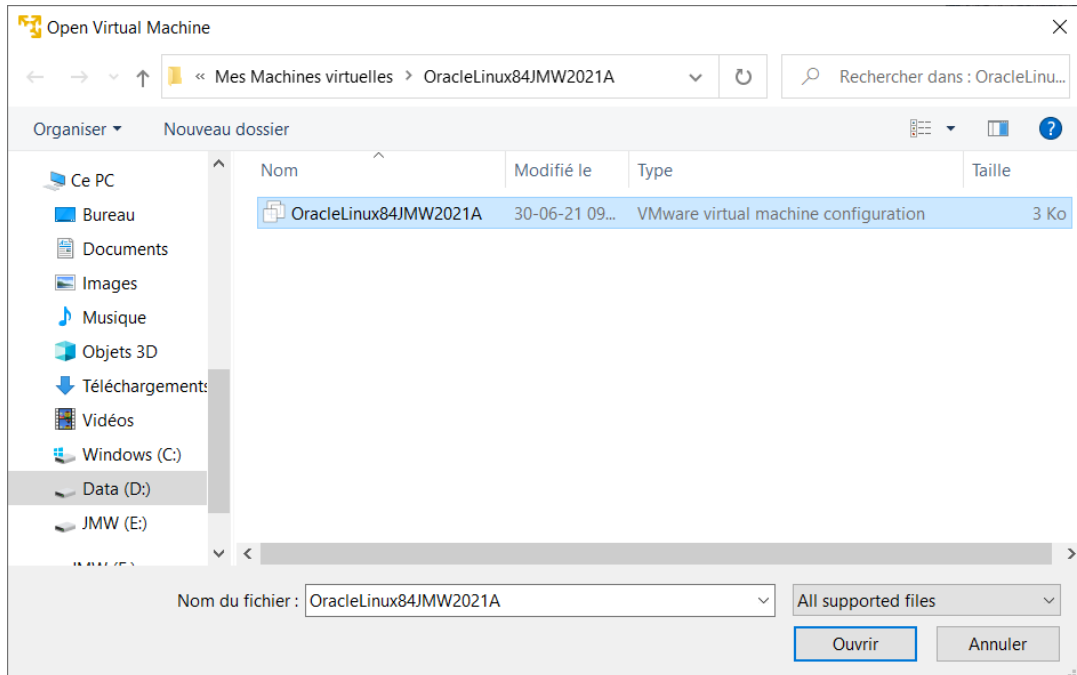 Open Virtual Machine
« Mes Machines virtuelles > OracleLinux84JMW2021A
Rechercher dans : OracleLinu...
Organiser
Nouveau dossier
?
Nom
Modifié le
Type
Taille
Ce PC
Bureau
Documents
Images
Musique
Objets 3D
Téléchargements
Vidéos
Windows (C:)
Data (D:)
JMW (E:)
OracleLinux84JMW2021A 30-06-21 09... VMware virtual machine configuration 3 Ko
Nom du fichier : OracleLinux84JMW2021A
All supported files
Ouvrir
Annuler